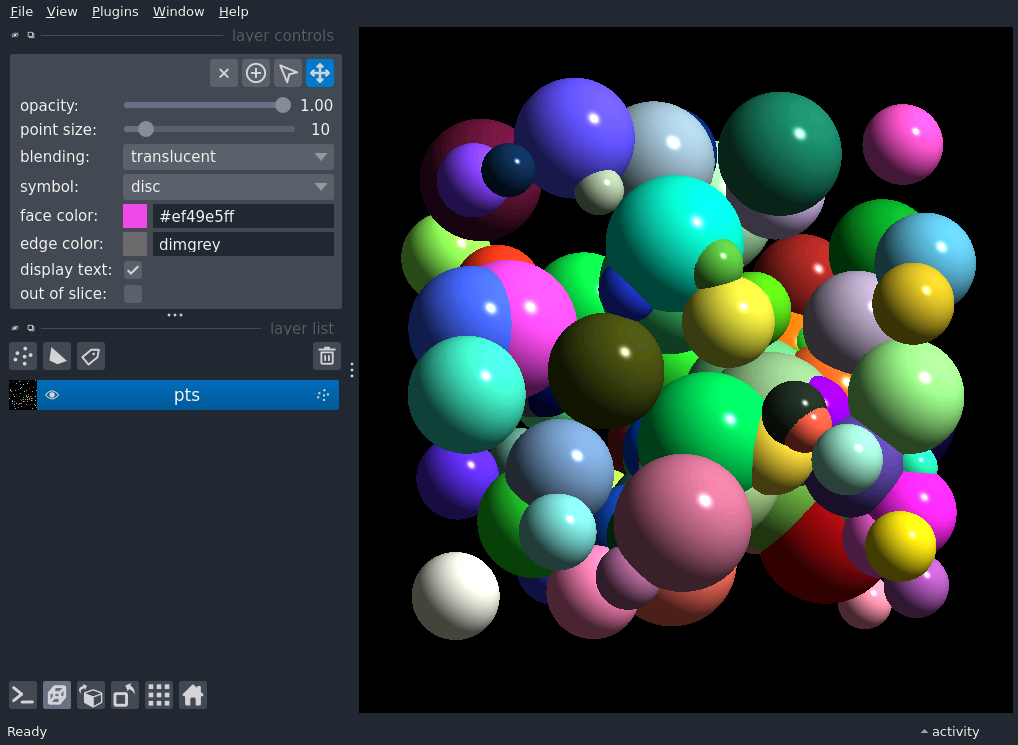 File View Plugins Window Help
layer controls
opacity: 1.00
point size: 10
blending: translucent
symbol: disc
face color: #ef49e5ff
edge color: dimgrey
display text:
out of slice:
layer list
pts
Ready
activity